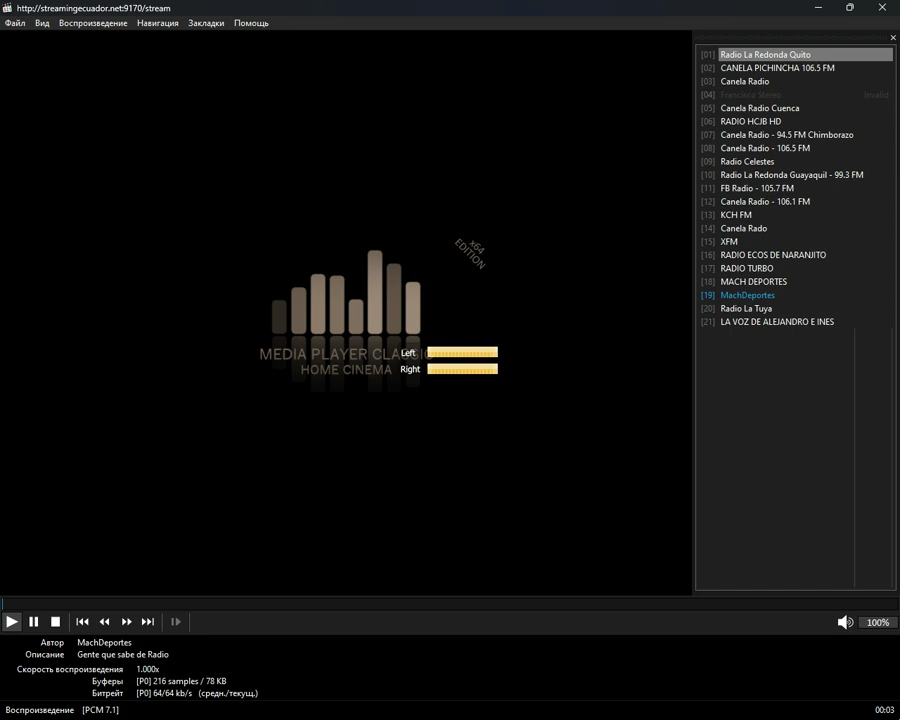 http://streamingecuador.net:9170/stream
Файл Вид Воспроизведение Навигация Закладки Помощь
[01] Radio La Redonda Quito
[02] CANELA PICHINCHA 106.5 FM
[03] Canela Radio
[04] Francisca Stereo Invalid
[05] Canela Radio Cuenca
[06] RADIO HCJB HD
[07] Canela Radio - 94.5 FM Chimborazo
[08] Canela Radio - 106.5 FM
[09] Radio Celestes
[10] Radio La Redonda Guayaquil - 99.3 FM
[11] FB Radio - 105.7 FM
[12] Canela Radio - 106.1 FM
[13] KCH FM
[14] Canela Rado
[15] XFM
[16] RADIO ECOS DE NARANJITO
[17] RADIO TURBO
[18] MACH DEPORTES
[19] MachDeportes
[20] Radio La Tuya
[21] LA VOZ DE ALEJANDRO E INES
x64
EDITION
MEDIA PLAYER CLASSIC
HOME CINEMA
Left
Right
100%
Автор MachDeportes
Описание Gente que sabe de Radio
Скорость воспроизведения 1.000x
Буферы [P0] 216 samples / 78 KB
Битрейт [P0] 64/64 kb/s (средн./текущ.)
Воспроизведение [PCM 7.1] 00:03